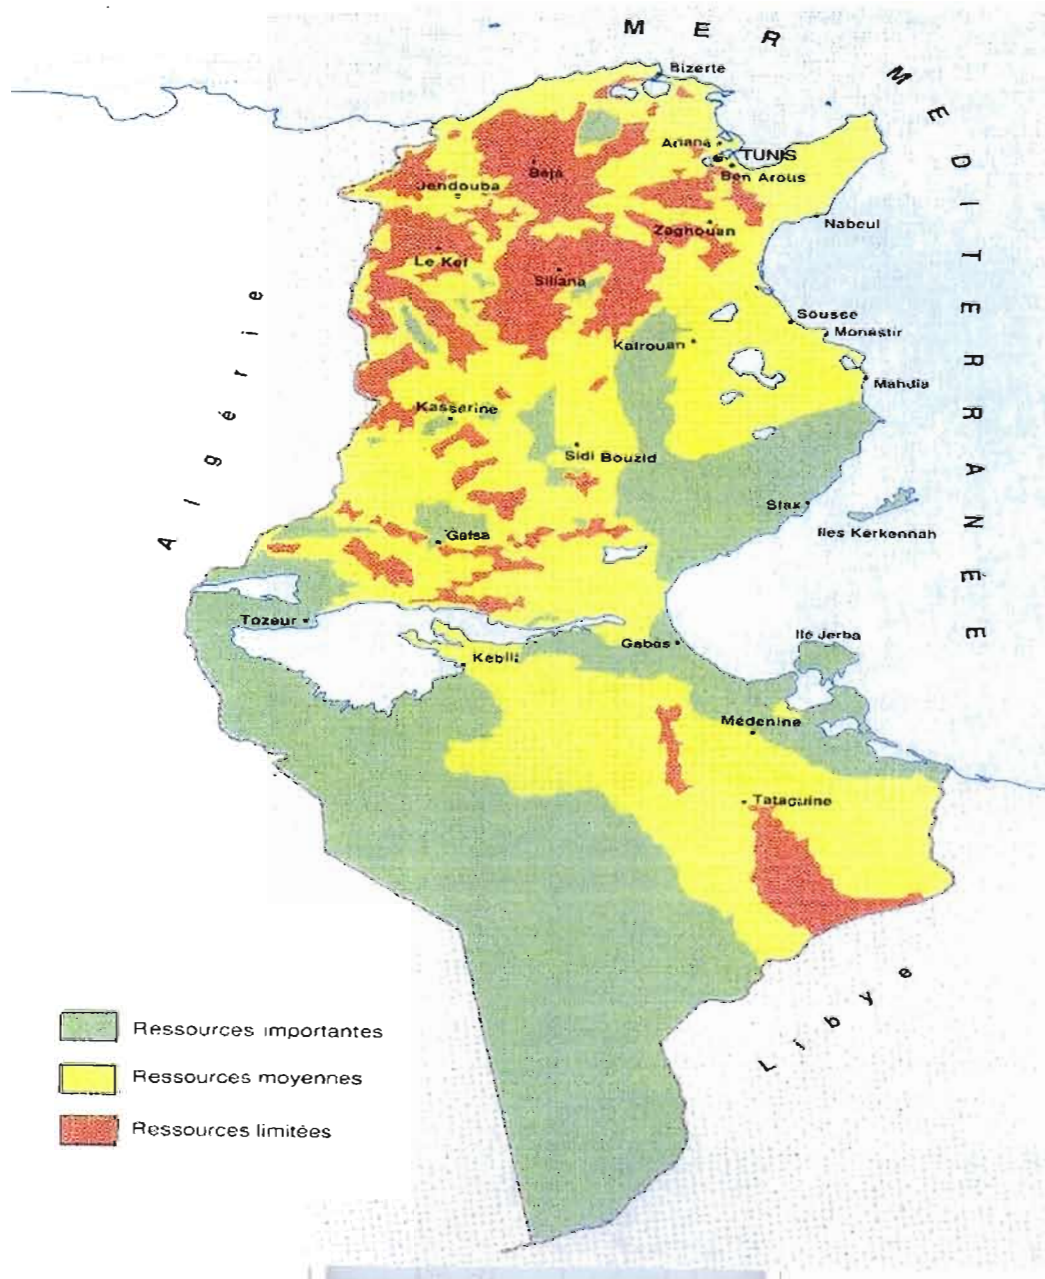 MER MEDITERRANÉE
Bizerte
Ariana
TUNIS
Ben Arous
Beja
Jendouba
Nabeul
Zaghouan
Le Kef
Siliana
Algérie
Sousse
Monastir
Kairouan
Mahdia
Kasserine
Sidi Bouzid
Sfax
Iles Kerkennah
Gafsa
Tozeur
Gabès
Ile Jerba
Kebili
Médenine
Tataouine
Libye
Ressources importantes
Ressources moyennes
Ressources limitées